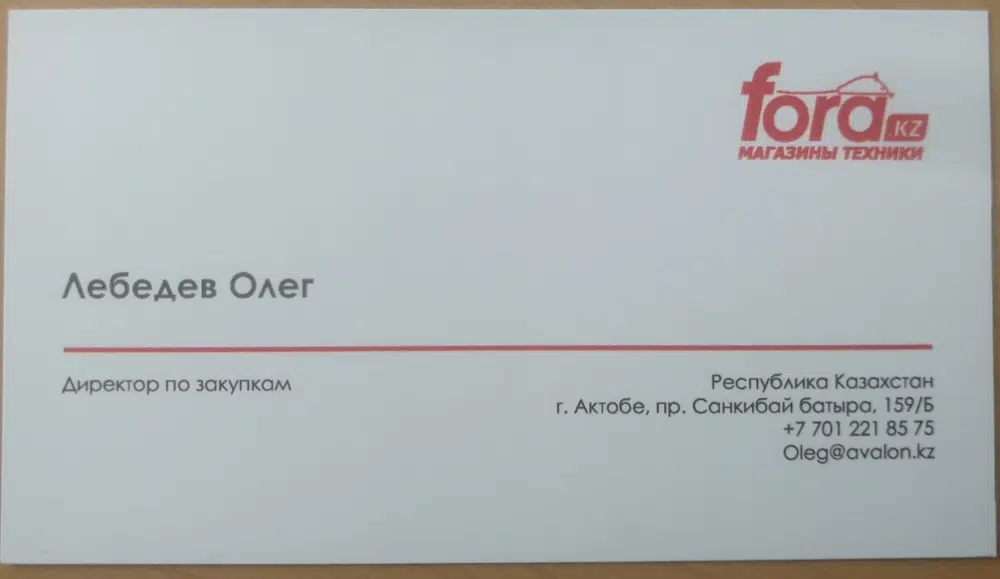 fora.kz
МАГАЗИНЫ ТЕХНИКИ
Лебедев Олег
Директор по закупкам
Республика Казахстан
г. Актобе, пр. Санкибай батыра, 159/Б
+7 701 221 85 75
Oleg@avalon.kz